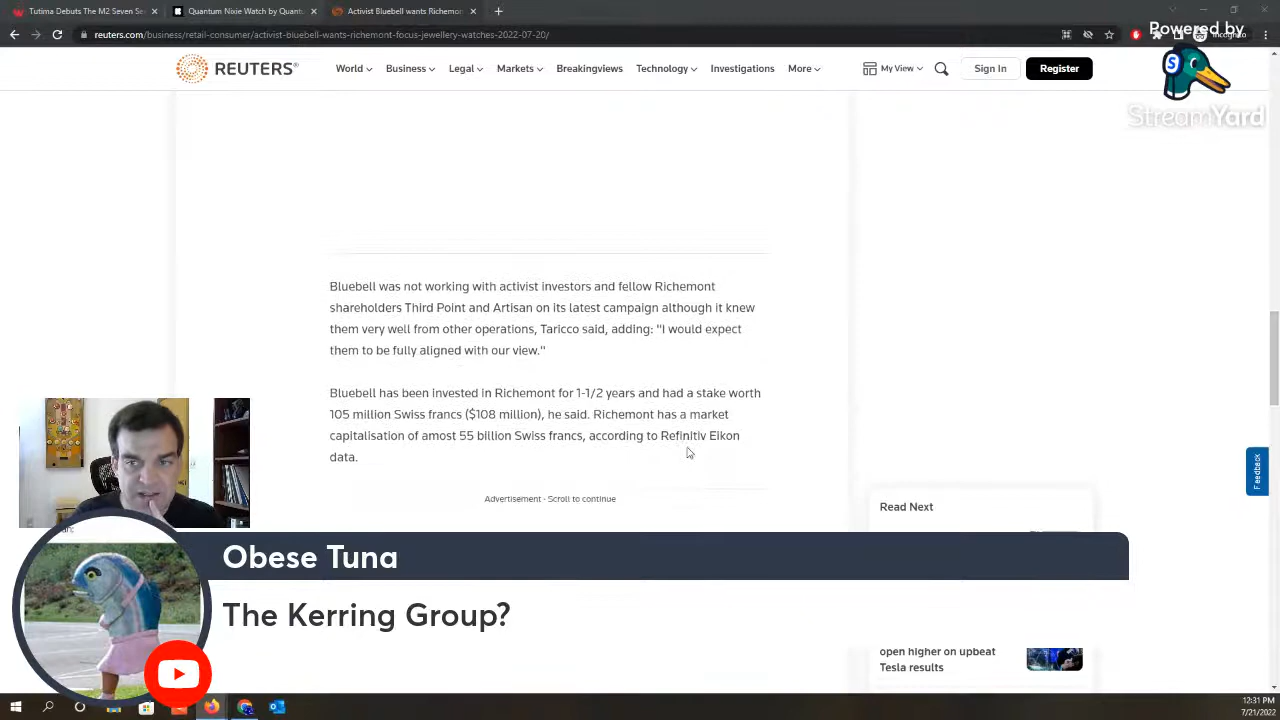 Tutima Debuts The M2 Seven Se
Quantum Nixie Watch by Quantum
Activist Bluebell wants Richemon
reuters.com/business/retail-consumer/activist-bluebell-wants-richemont-focus-jewellery-watches-2022-07-20/
Powered by
REUTERS®
World
Business
Legal
Markets
Breakingviews
Technology
Investigations
More
My View
Sign In
Register
StreamYard
Bluebell was not working with activist investors and fellow Richemont
shareholders Third Point and Artisan on its latest campaign although it knew
them very well from other operations, Taricco said, adding: "I would expect
them to be fully aligned with our view."
Bluebell has been invested in Richemont for 1-1/2 years and had a stake worth
105 million Swiss francs ($108 million), he said. Richemont has a market
capitalisation of amost 55 billion Swiss francs, according to Refinitiv Eikon
data.
Feedback
Advertisement · Scroll to continue
Read Next
Obese Tuna
The Kerring Group?
open higher on upbeat
Tesla results
12:31 PM
7/21/2022